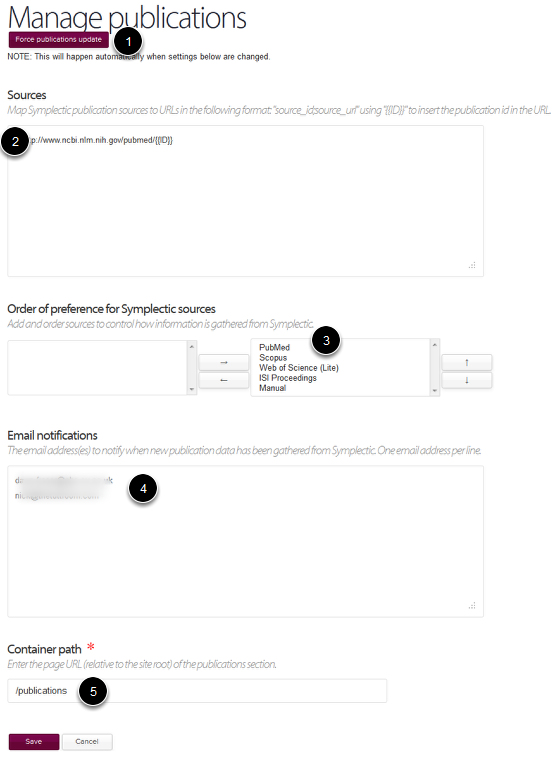 Manage publications
Force publications update
1
NOTE: This will happen automatically when settings below are changed.
Sources
Map Symplectic publication sources to URLs in the following format: "source_id;source_url" using "{{ID}}" to insert the publication id in the URL.
2
p://www.ncbi.nlm.nih.gov/pubmed/{{ID}}
Order of preference for Symplectic sources
Add and order sources to control how information is gathered from Symplectic.
3
PubMed
Scopus
Web of Science (Lite)
ISI Proceedings
Manual
→
←
↑
↓
Email notifications
The email address(es) to notify when new publication data has been gathered from Symplectic. One email address per line.
4
Container path *
Enter the page URL (relative to the site root) of the publications section.
/publications
5
Save
Cancel